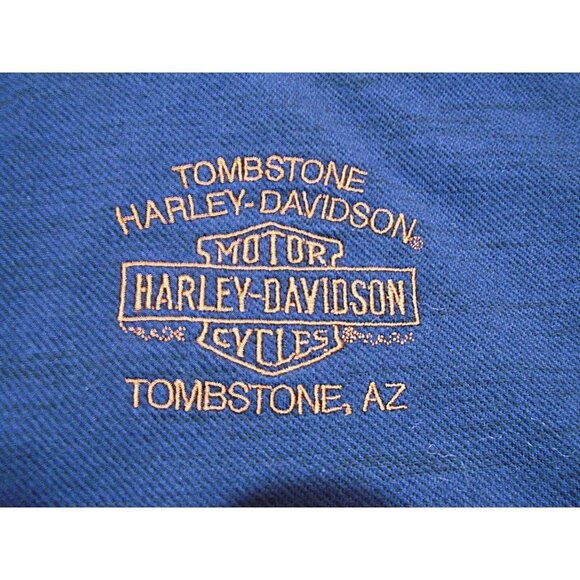 TOMBSTONE
HARLEY-DAVIDSON®
MOTOR
HARLEY-DAVIDSON
CYCLES
TOMBSTONE, AZ